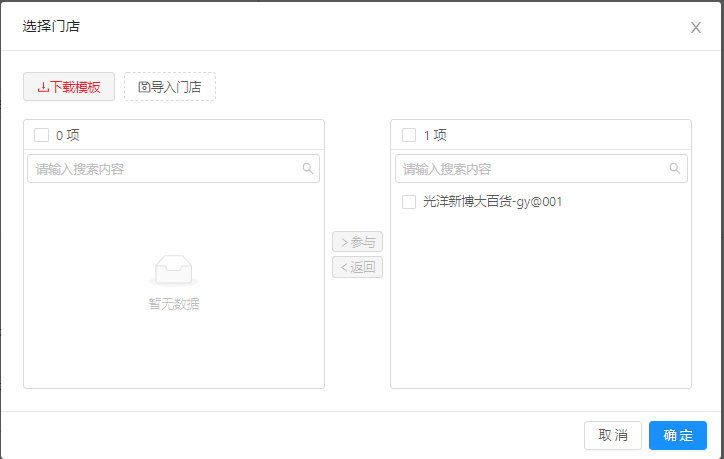 选择门店
X
下载模板 导入门店
0 项
请输入搜索内容
暂无数据
> 参与
< 返回
1 项
请输入搜索内容
光洋新博大百货-gy@001
取 消 确 定